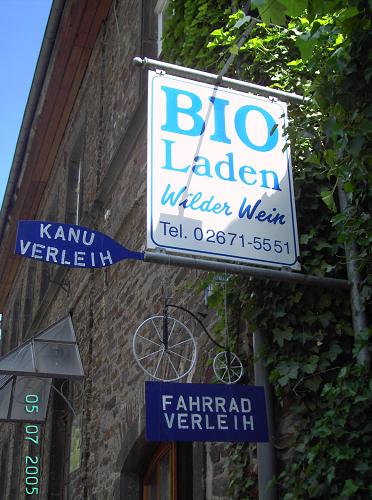 BIO
Laden
Wilder Wein
Tel. 02671-5551
KANU
VERLEIH
FAHRRAD
VERLEIH
05 07 2005